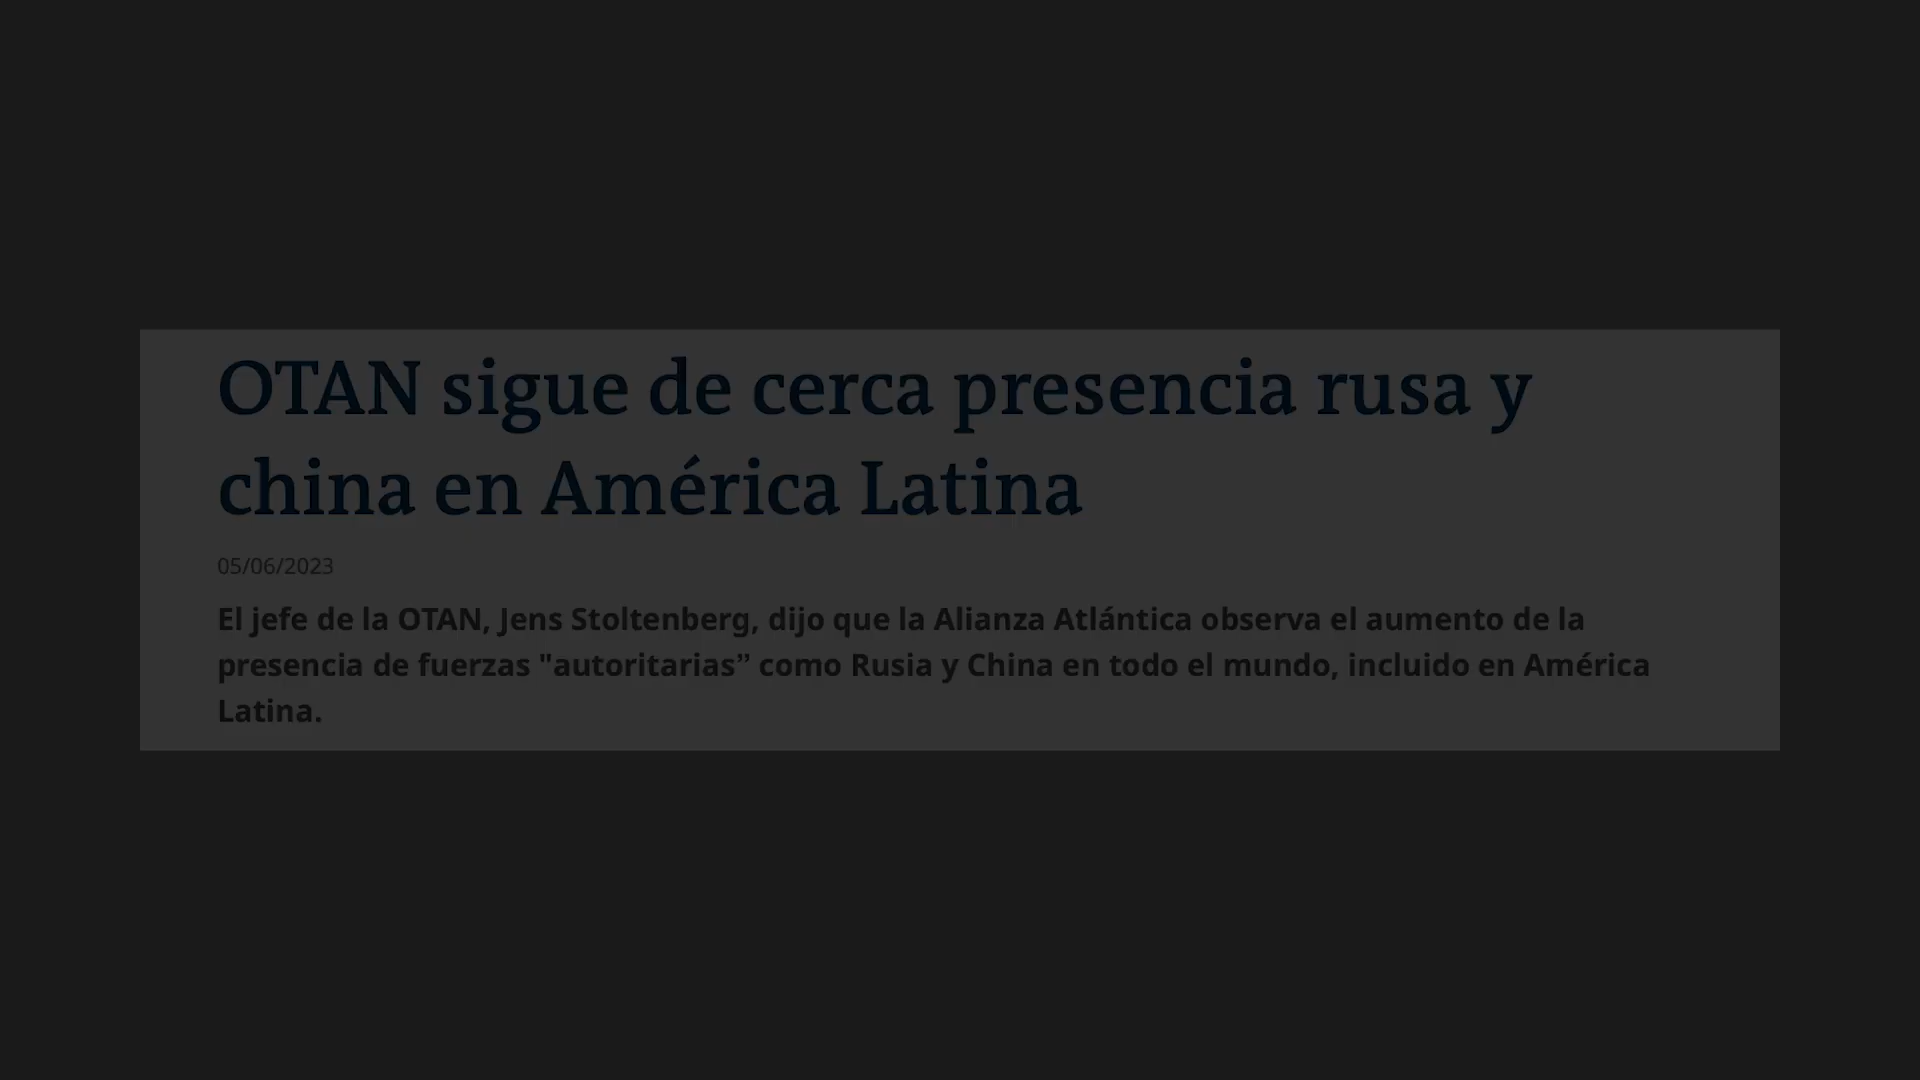 OTAN sigue de cerca presencia rusa y
china en América Latina
05/06/2023
El jefe de la OTAN, Jens Stoltenberg, dijo que la Alianza Atlántica observa el aumento de la
presencia de fuerzas "autoritarias” como Rusia y China en todo el mundo, incluido en América
Latina.